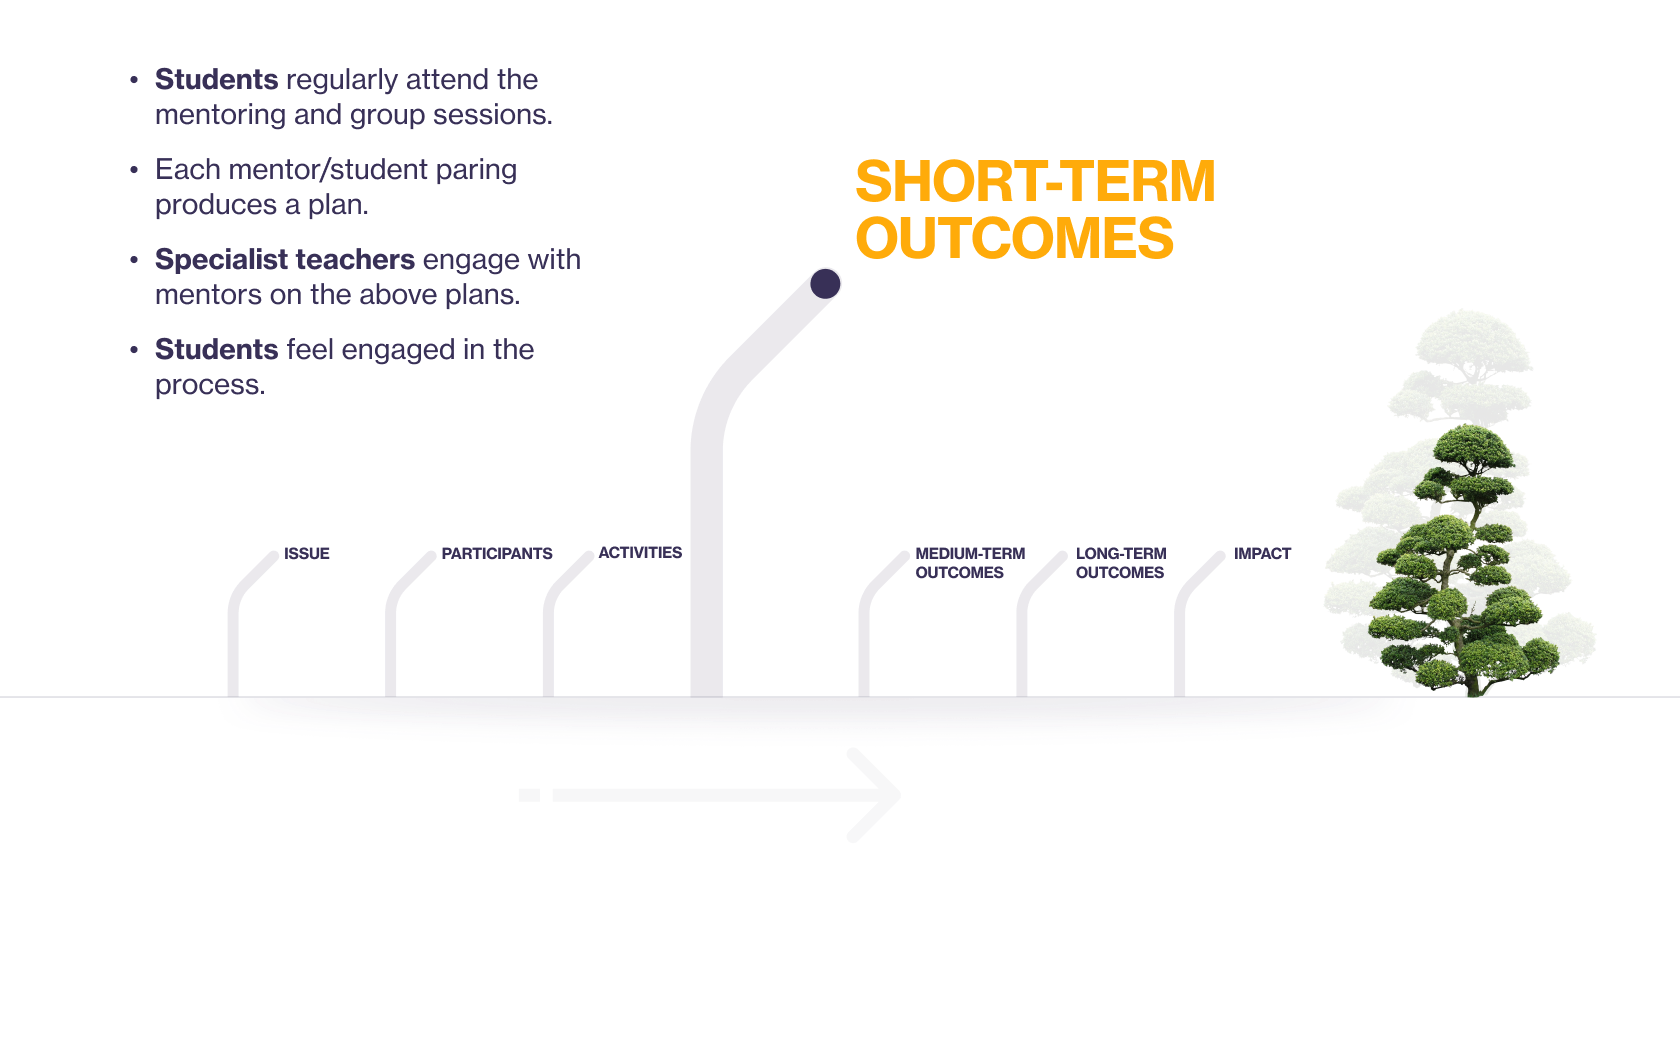 • Students regularly attend the
mentoring and group sessions.
• Each mentor/student paring
produces a plan.
• Specialist teachers engage with
mentors on the above plans.
• Students feel engaged in the
process.
SHORT-TERM
OUTCOMES
ISSUE
PARTICIPANTS
ACTIVITIES
MEDIUM-TERM
OUTCOMES
LONG-TERM
OUTCOMES
IMPACT